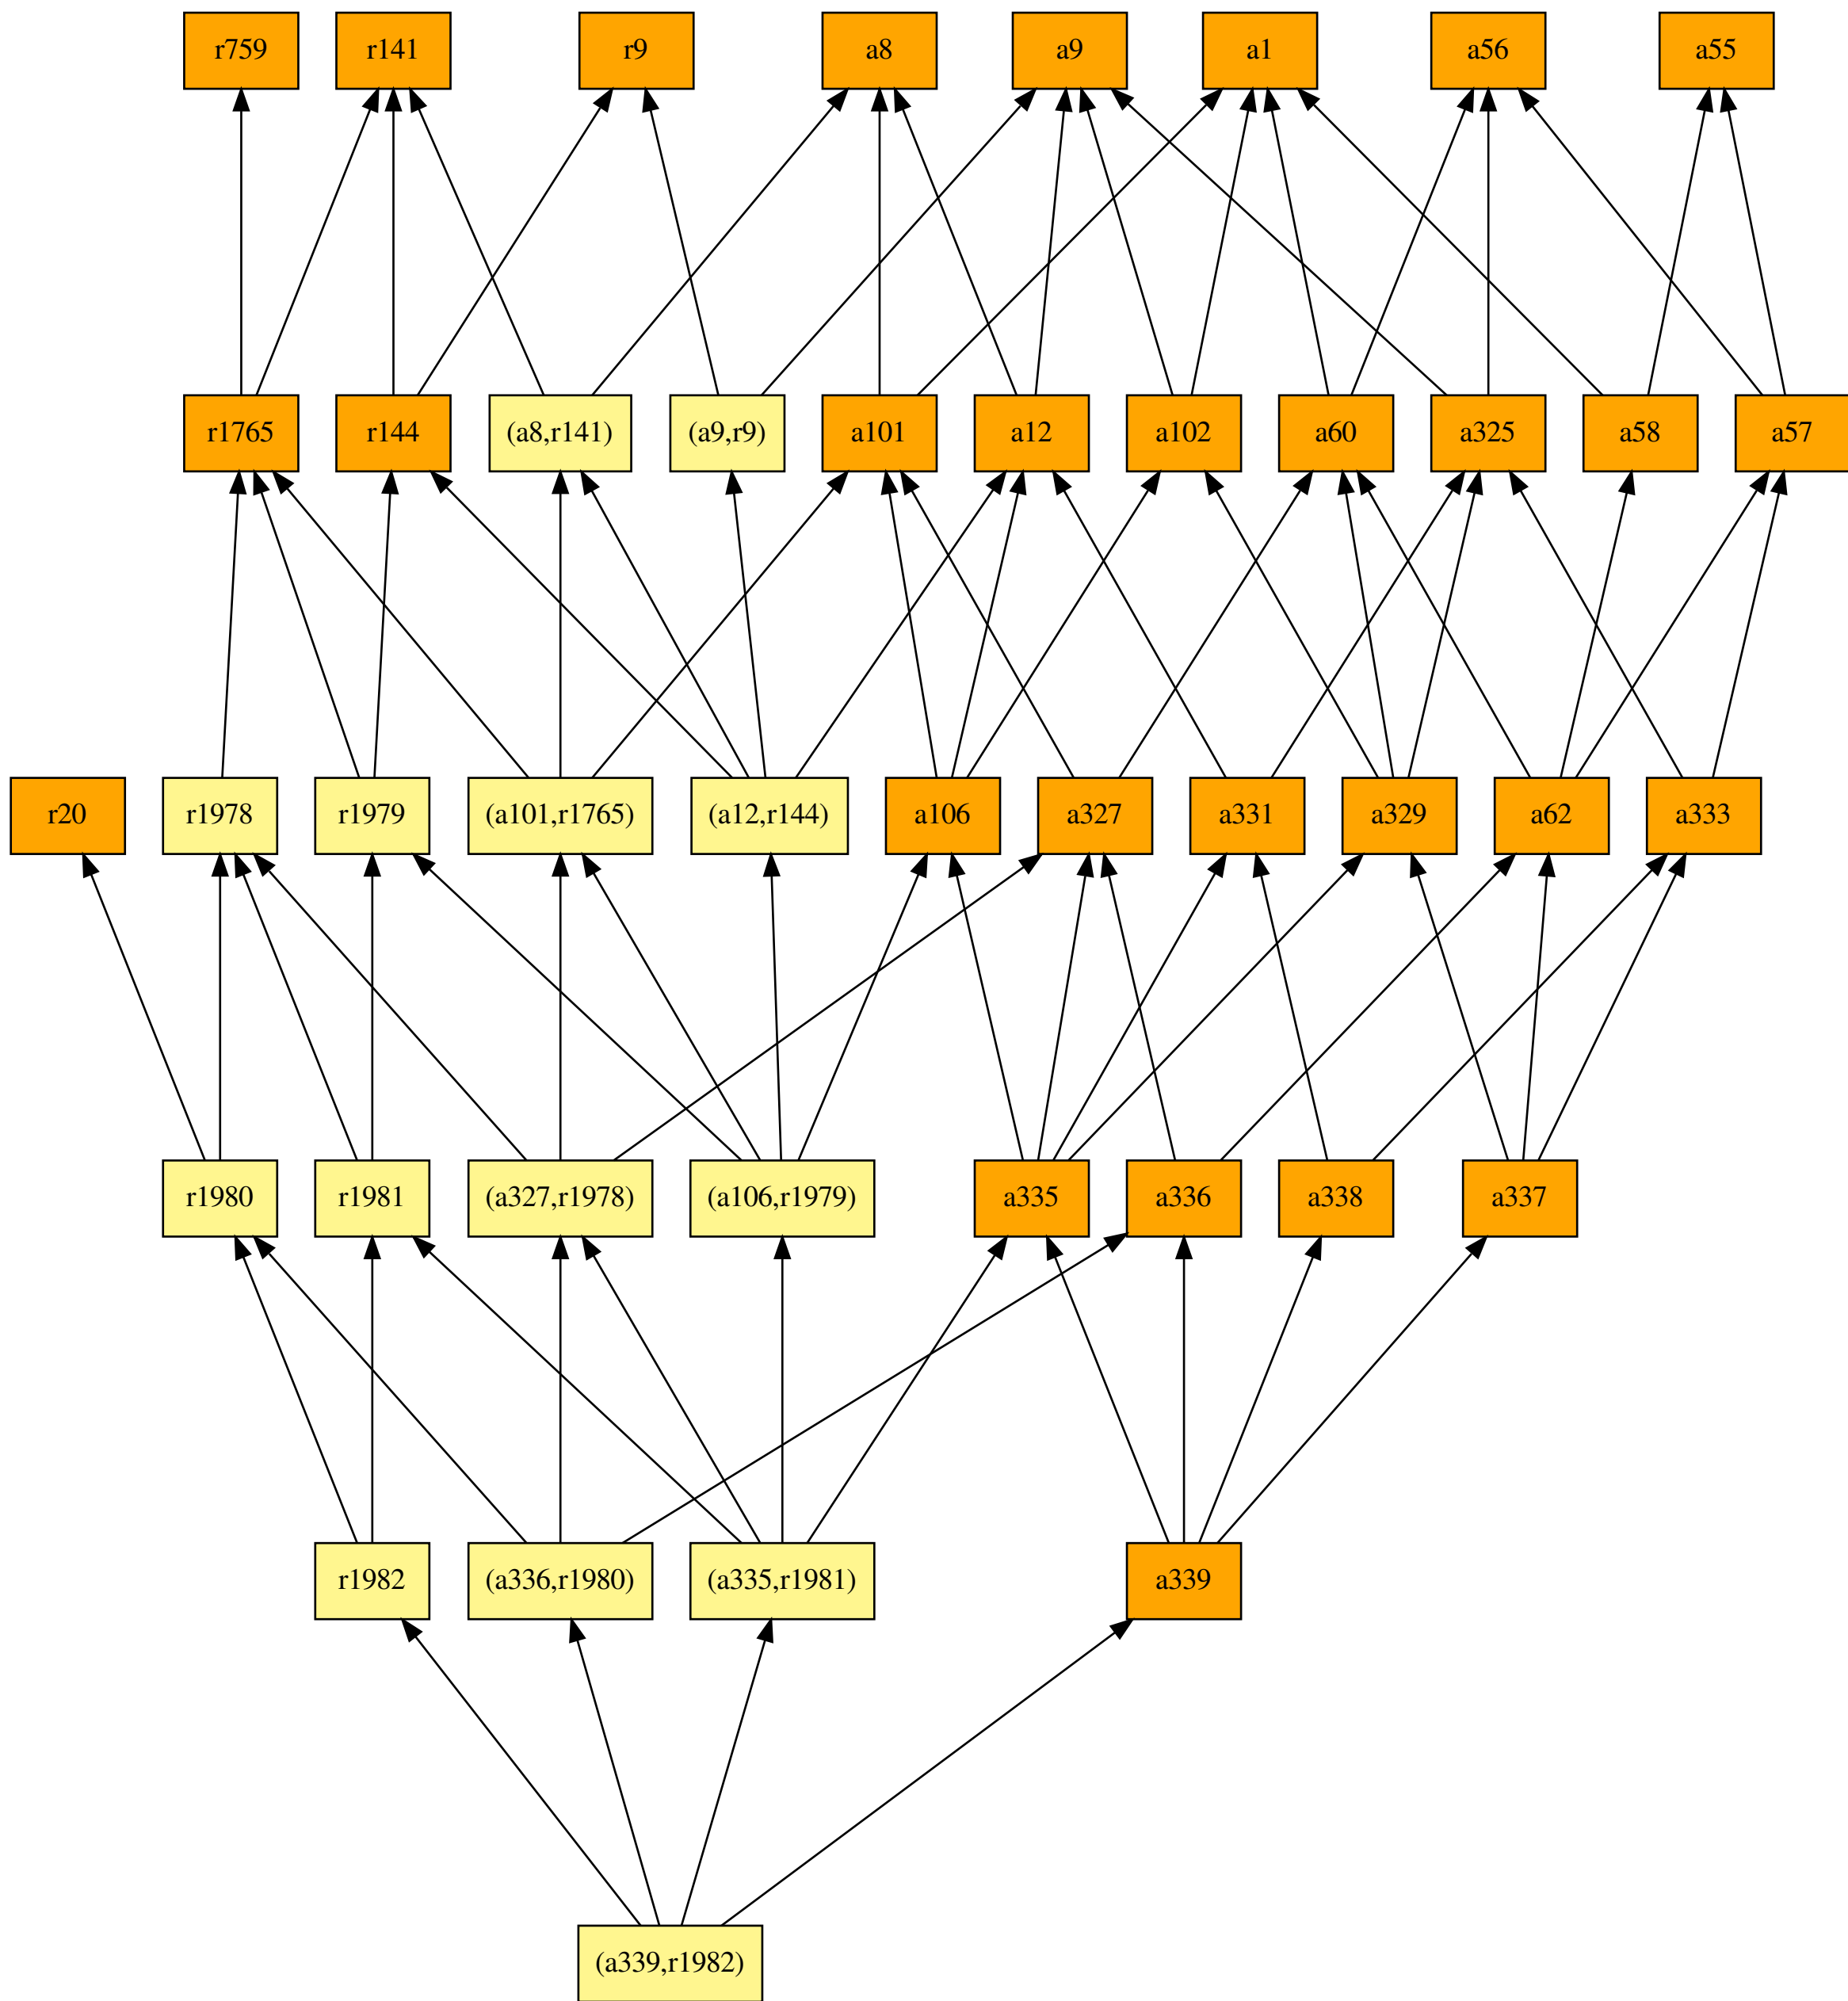 r759 r141 r9 a8 a9 a1 a56 a55
r1765 r144 (a8,r141) (a9,r9) a101 a12 a102 a60 a325 a58 a57
r20 r1978 r1979 (a101,r1765) (a12,r144) a106 a327 a331 a329 a62 a333
r1980 r1981 (a327,r1978) (a106,r1979) a335 a336 a338 a337
r1982 (a336,r1980) (a335,r1981) a339
(a339,r1982)